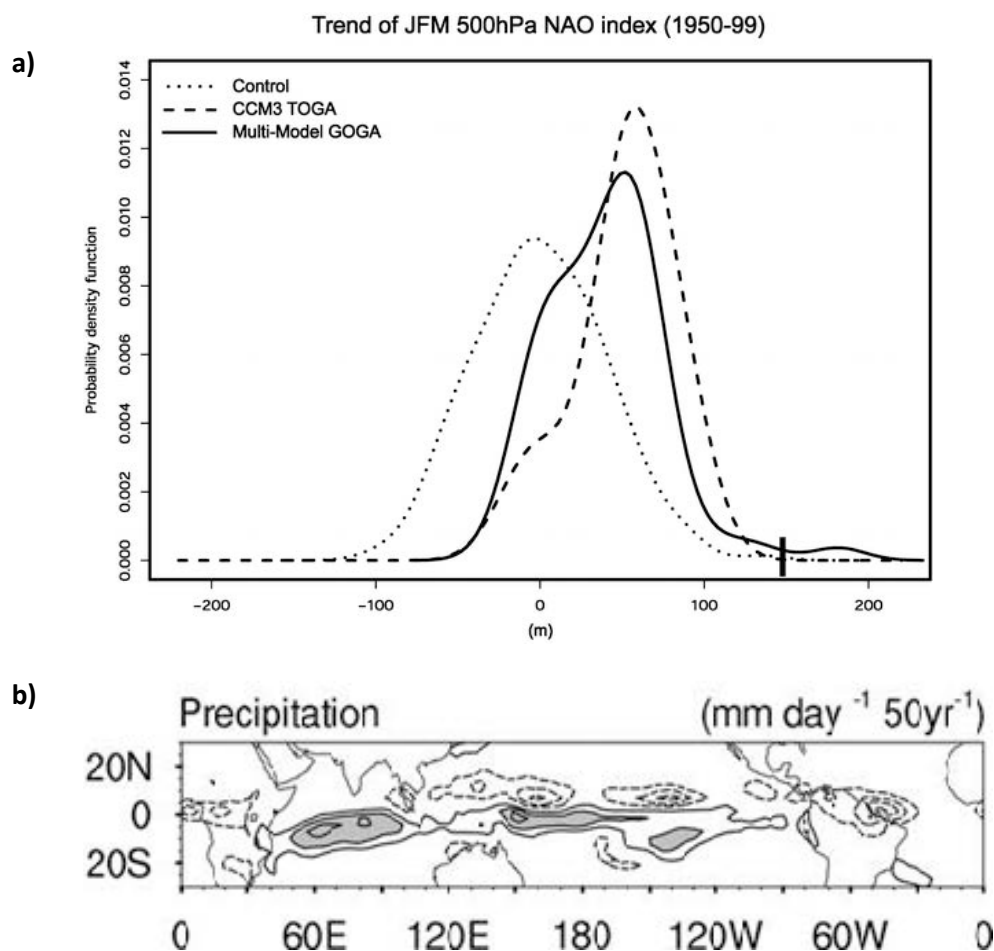 Trend of JFM 500hPa NAO index (1950-99)
a)
Control
CCM3 TOGA
Multi-Model GOGA
Probability density function
0.014
0.012
0.010
0.008
0.006
0.004
0.002
0.000
−200 −100 0 100 200
(m)
b)
Precipitation (mm day -1 50yr-1)
20N
0
20S
0 60E 120E 180 120W 60W 0